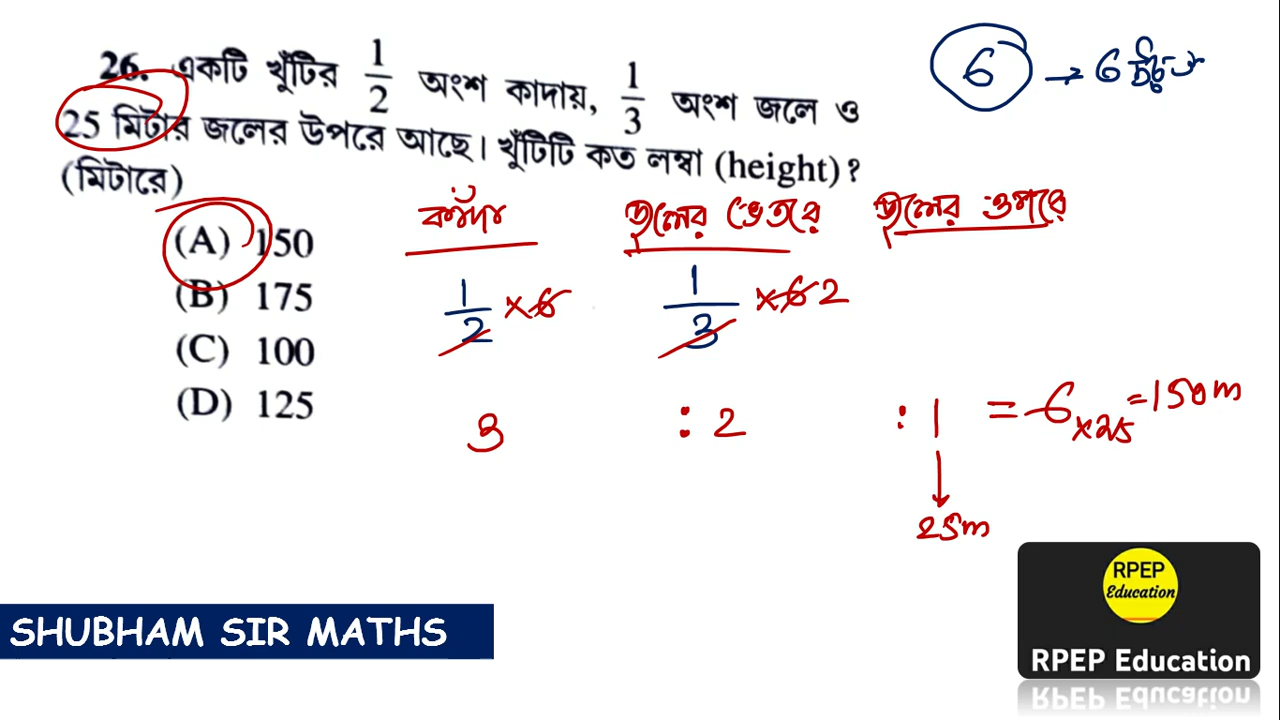 26. একটি খুঁটির 1/2 অংশ কাদায়, 1/3 অংশ জলে ও
25 মিটার জলের উপরে আছে। খুঁটিটি কত লম্বা (height) ?
(মিটারে)
(A) 150
(B) 175
(C) 100
(D) 125
6 → 6
কাদা জলের ভেতরে জলের ওপরে
1/2 ×6 1/3 ×6 2
3 : 2 : 1 = 6 ×25 =150m
25m
SHUBHAM SIR MATHS
RPEP
Education
RPEP Education